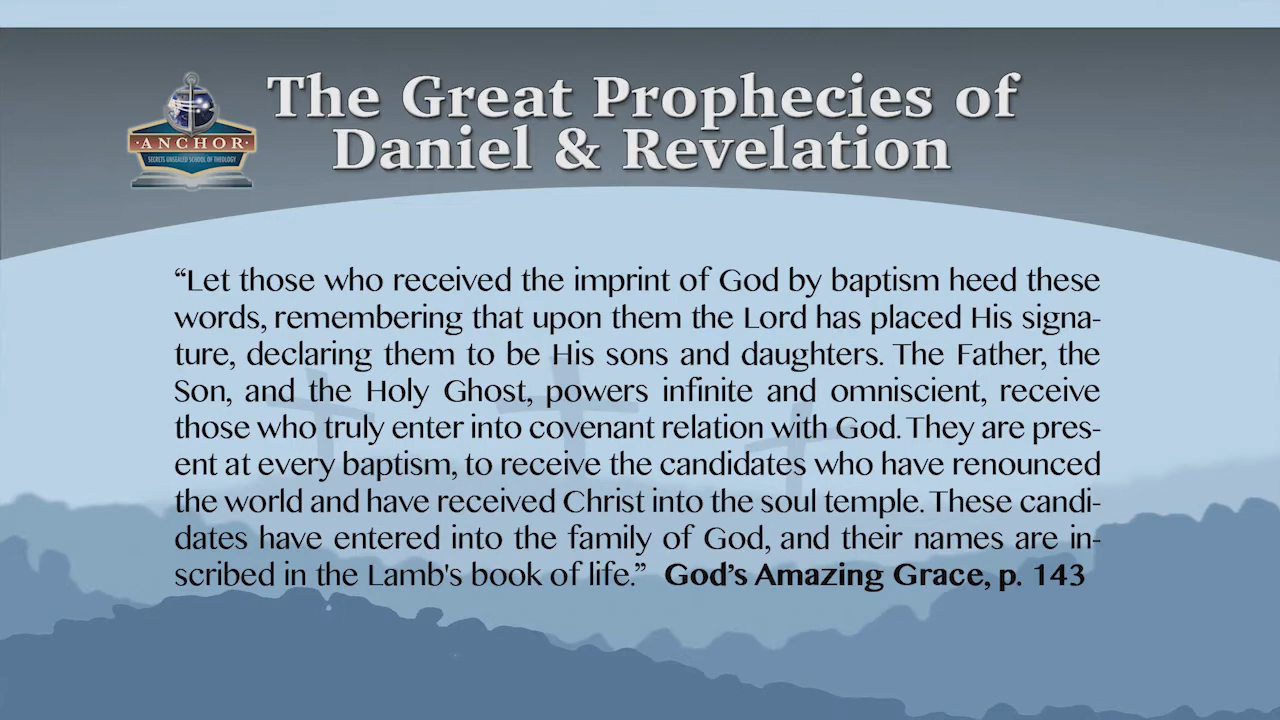 The Great Prophecies of
Daniel & Revelation
·ANCHOR·
SECRETS UNSEALED SCHOOL OF THEOLOGY
“Let those who received the imprint of God by baptism heed these
words, remembering that upon them the Lord has placed His signa-
ture, declaring them to be His sons and daughters. The Father, the
Son, and the Holy Ghost, powers infinite and omniscient, receive
those who truly enter into covenant relation with God. They are pres-
ent at every baptism, to receive the candidates who have renounced
the world and have received Christ into the soul temple. These candi-
dates have entered into the family of God, and their names are in-
scribed in the Lamb's book of life.” God’s Amazing Grace, p. 143